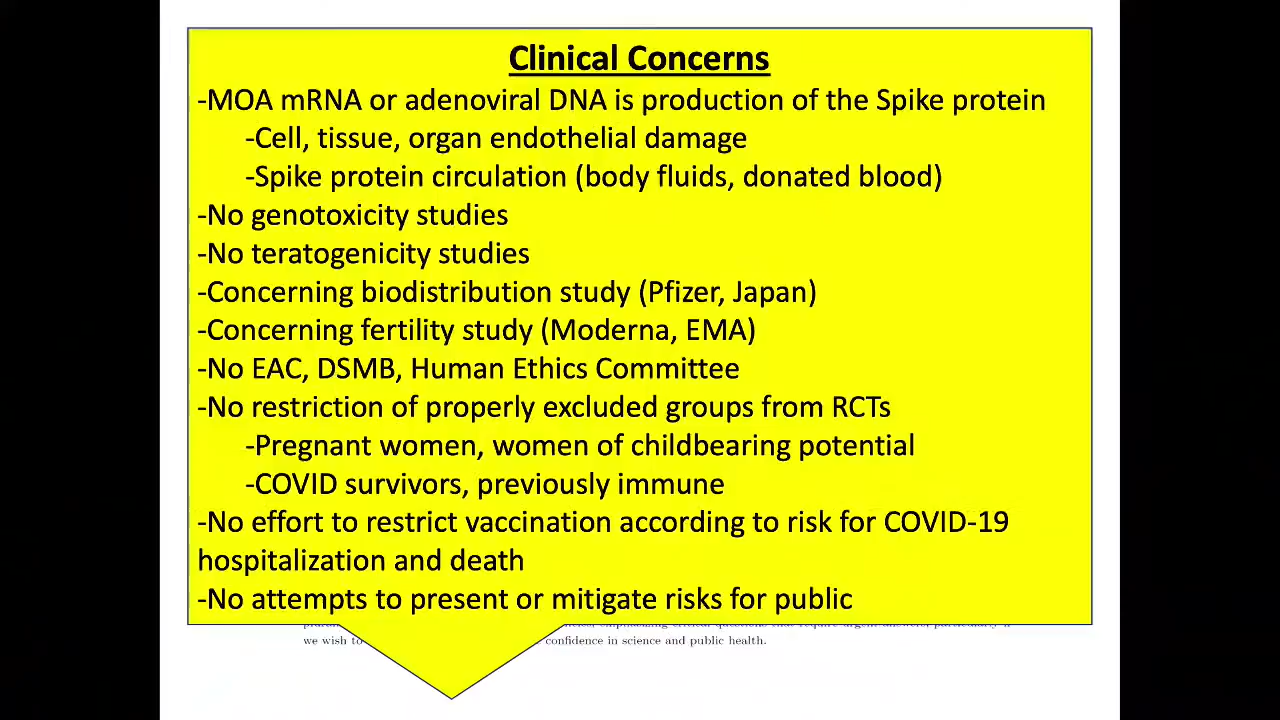 Clinical Concerns
-MOA mRNA or adenoviral DNA is production of the Spike protein
-Cell, tissue, organ endothelial damage
-Spike protein circulation (body fluids, donated blood)
-No genotoxicity studies
-No teratogenicity studies
-Concerning biodistribution study (Pfizer, Japan)
-Concerning fertility study (Moderna, EMA)
-No EAC, DSMB, Human Ethics Committee
-No restriction of properly excluded groups from RCTs
-Pregnant women, women of childbearing potential
-COVID survivors, previously immune
-No effort to restrict vaccination according to risk for COVID-19
hospitalization and death
-No attempts to present or mitigate risks for public
we wish to confidence in science and public health.